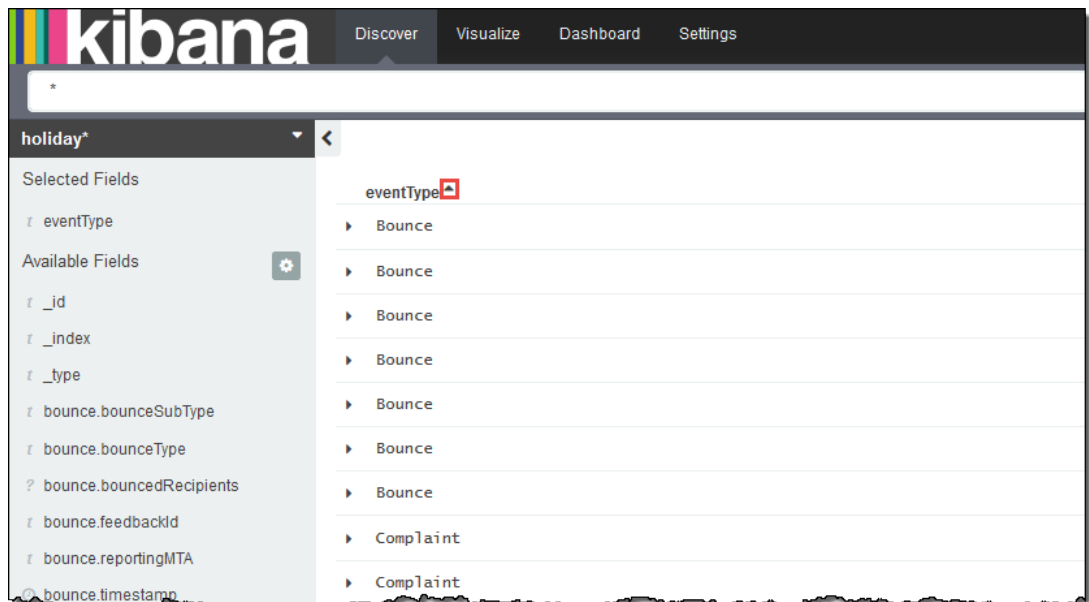 kibana
Discover Visualize Dashboard Settings
*
holiday*
Selected Fields
t eventType
Available Fields
t _id
t _index
t _type
t bounce.bounceSubType
t bounce.bounceType
? bounce.bouncedRecipients
t bounce.feedbackId
t bounce.reportingMTA
bounce.timestamp
eventType
Bounce
Bounce
Bounce
Bounce
Bounce
Bounce
Bounce
Complaint
Complaint